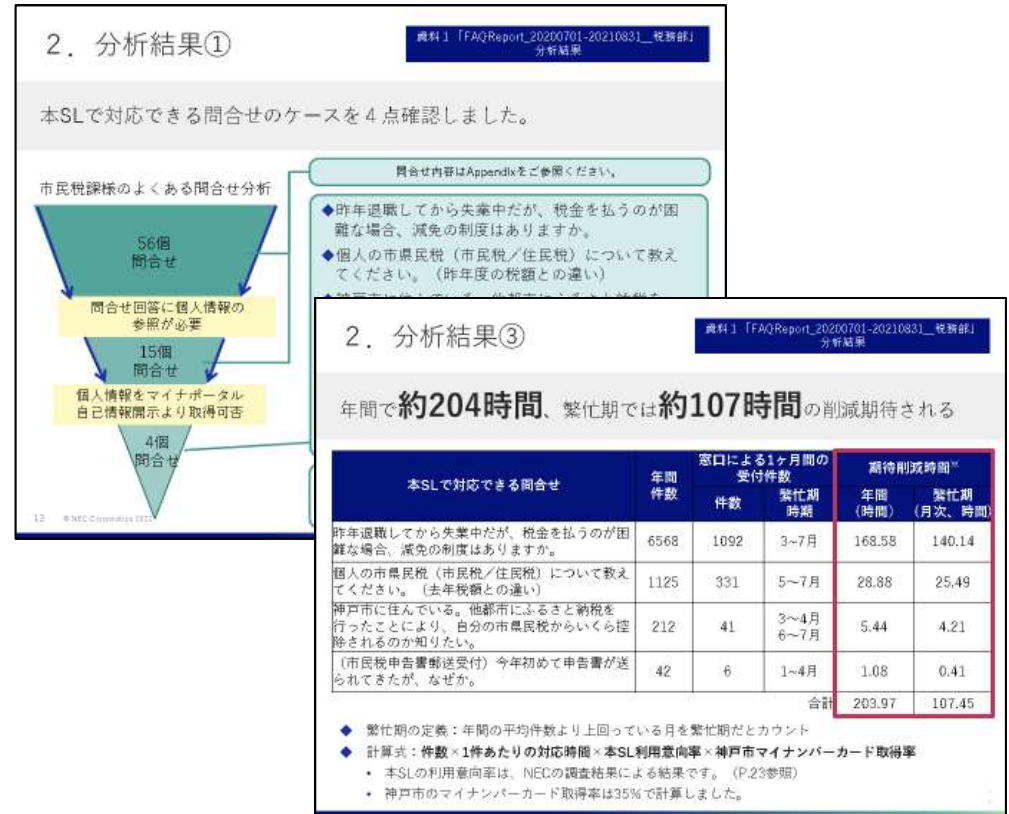 2．分析結果①
資料1「FAQReport_20200701-20210831__税務部」
分析結果
本SLで対応できる問合せのケースを４点確認しました。
市民税課様のよくある問合せ分析
56個
問合せ
問合せ回答に個人情報の
参照が必要
15個
問合せ
個人情報をマイナポータル
自己情報開示より取得可否
4個
問合せ
問合せ内容はAppendixをご参照ください。
◆昨年退職してから失業中だが、税金を払うのが困
難な場合、減免の制度はありますか。
◆個人の市県民税（市民税／住民税）について教え
てください。（昨年度の税額との違い）
13 © NEC Corporation
2．分析結果③
資料1「FAQReport_20200701-20210831__税務部」
分析結果
年間で約204時間、繁忙期では約107時間の削減期待される
本SLで対応できる問合せ
年間
件数
窓口による1ヶ月間の
受付件数
件数
繁忙期
時期
期待削減時間※
年間
（時間）
繁忙期
（月次、時間）
昨年退職してから失業中だが、税金を払うのが困
難な場合、減免の制度はありますか。
6568 1092 3~7月 168.58 140.14
個人の市県民税（市民税／住民税）について教え
てください。（去年税額との違い）
1125 331 5～7月 28.88 25.49
神戸市に住んでいる。他都市にふるさと納税を
行ったことにより、自分の市県民税からいくら控
除されるのか知りたい。
212 41 3～4月
6～7月 5.44 4.21
（市民税申告書郵送受付）今年初めて申告書が送
られてきたが、なぜか。
42 6 1~4月 1.08 0.41
合計 203.97 107.45
◆ 繁忙期の定義：年間の平均件数より上回っている月を繁忙期だとカウント
◆ 計算式：件数×1件あたりの対応時間×本SL利用意向率×神戸市マイナンバーカード取得率
• 本SLの利用意向率は、NECの調査結果による結果です。（P.23参照）
• 神戸市のマイナンバーカード取得率は35％で計算しました。